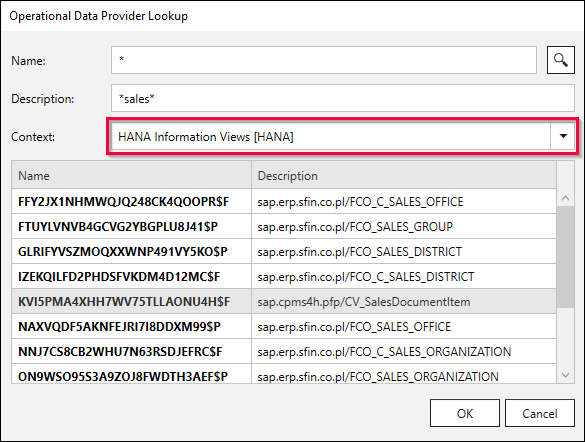 Operational Data Provider Lookup
Name: *
Description: *sales*
Context: HANA Information Views [HANA]
Name Description
FFY2JX1NHMWQJQ248CK4QOOPR$F sap.erp.sfin.co.pl/FCO_C_SALES_OFFICE
FTUYLVNVB4GCVG2YBGPLU8J41$P sap.erp.sfin.co.pl/FCO_SALES_GROUP
GLRIFYVSZMOQXXWNP491VY5KO$P sap.erp.sfin.co.pl/FCO_SALES_DISTRICT
IZEKQILFD2PHDSFVKDM4D12MC$F sap.erp.sfin.co.pl/FCO_C_SALES_DISTRICT
KVI5PMA4XHH7WV75TLLAONU4H$F sap.cpms4h.pfp/CV_SalesDocumentItem
NAXVQDF5AKNFEJRI7I8DDXM99$P sap.erp.sfin.co.pl/FCO_SALES_OFFICE
NNJ7CS8CB2WHU7N63RSDJEFRC$F sap.erp.sfin.co.pl/FCO_C_SALES_ORGANIZATION
ON9WSO95S3A9ZOJ8FWDTH3AEF$P sap.erp.sfin.co.pl/FCO_SALES_ORGANIZATION
OK Cancel